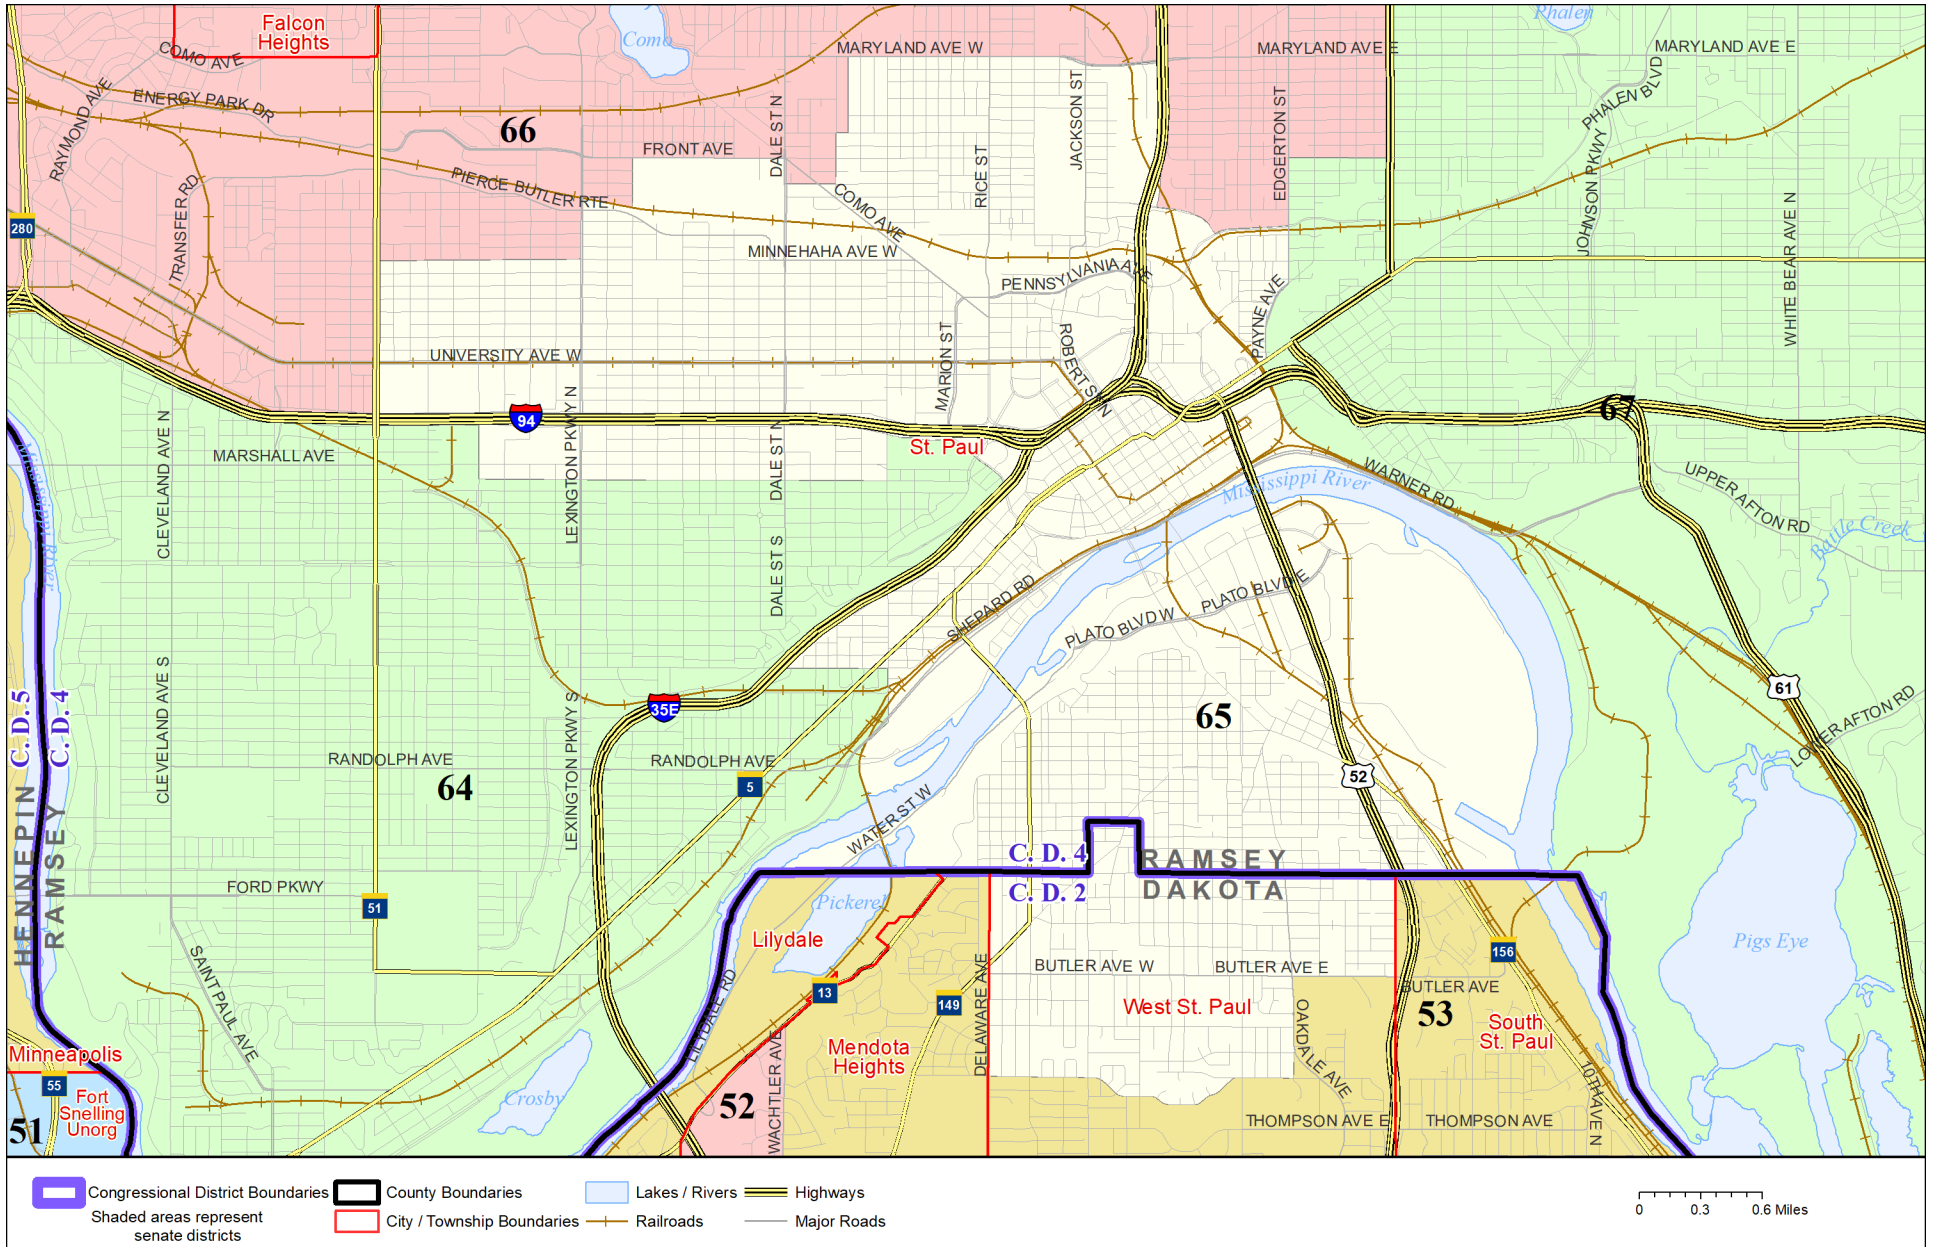 Falcon
Heights
COMO AVE
Como
MARYLAND AVE W
MARYLAND AVE E
Phalen
MARYLAND AVE E
ENERGY PARK DR
RAYMOND AVE
66
FRONT AVE
DALE ST N
RICE ST
JACKSON ST
EDGERTON ST
PHALEN BLVD
JOHNSON PKWY
WHITE BEAR AVE N
TRANSFER RD
PIERCE BUTLER RTE
COMO AVE
280
MINNEHAHA AVE W
PENNSYLVANIA AVE
PAYNE AVE
UNIVERSITY AVE W
MARION ST
ROBERT ST N
94
67
St. Paul
CLEVELAND AVE N
MARSHALL AVE
LEXINGTON PKWY N
DALE ST N
Mississippi River
Mississippi River
WARNER RD
UPPER AFTON RD
Battle Creek
DALE ST S
SHEPARD RD
PLATO BLVD W
PLATO BLVD E
C. D. 5
C. D. 4
CLEVELAND AVE S
LEXINGTON PKWY S
35E
65
61
LOWER AFTON RD
RANDOLPH AVE
RANDOLPH AVE
64
5
52
WATER ST W
HENNEPIN
RAMSEY
C. D. 4
RAMSEY
C. D. 2
DAKOTA
FORD PKWY
51
Pickerel
Lilydale
Pigs Eye
156
SAINT PAUL AVE
LILYDALE RD
13
149
DELAWARE AVE
BUTLER AVE W
BUTLER AVE E
BUTLER AVE
West St. Paul
OAKDALE AVE
53
South
St. Paul
10TH AVE N
Mendota
Heights
WACHTLER AVE
Minneapolis
55
Fort
Snelling
Unorg
51
Crosby
52
THOMPSON AVE E
THOMPSON AVE
Congressional District Boundaries
County Boundaries
Lakes / Rivers
Highways
Shaded areas represent
senate districts
City / Township Boundaries
Railroads
Major Roads
0 0.3 0.6 Miles